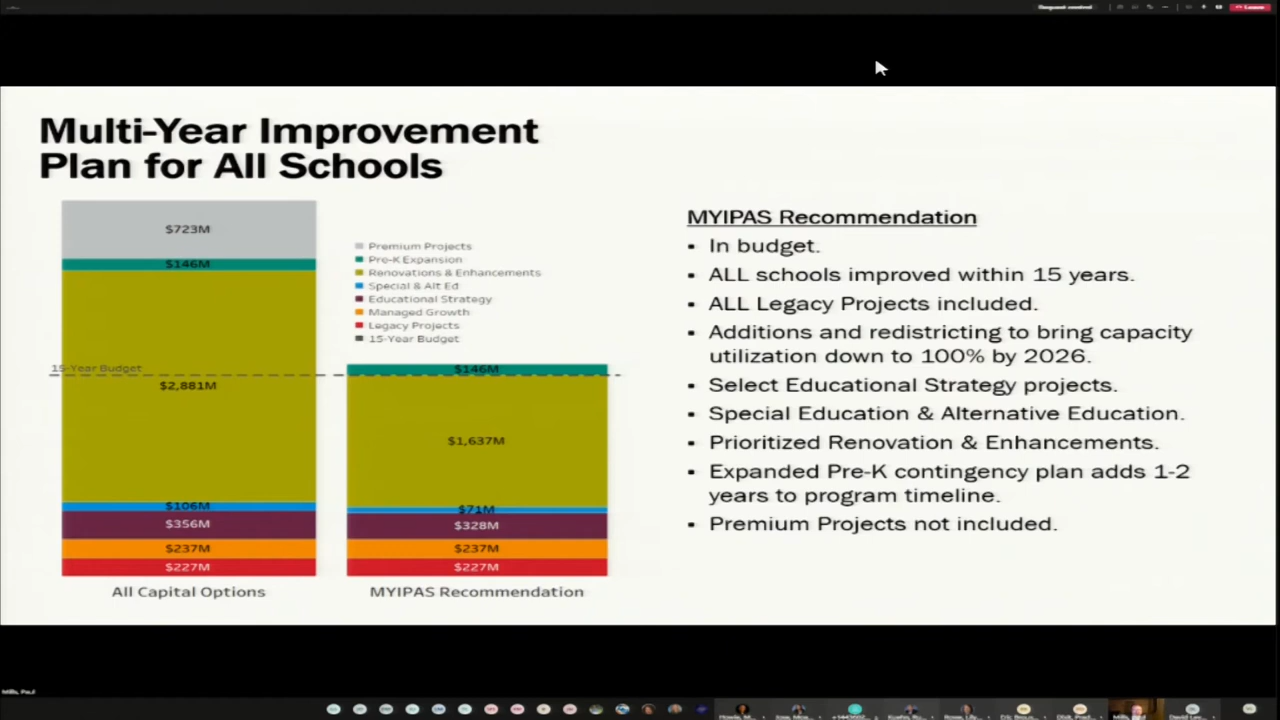 Request control
Leave
Multi-Year Improvement
Plan for All Schools
$723M
$146M
15-Year Budget
$2,881M
$106M
$356M
$237M
$227M
All Capital Options
Premium Projects
Pre-K Expansion
Renovations & Enhancements
Special & Alt Ed
Educational Strategy
Managed Growth
Legacy Projects
15-Year Budget
$146M
$1,637M
$71M
$328M
$237M
$227M
MYIPAS Recommendation
MYIPAS Recommendation
▪ In budget.
▪ ALL schools improved within 15 years.
▪ ALL Legacy Projects included.
▪ Additions and redistricting to bring capacity
utilization down to 100% by 2026.
▪ Select Educational Strategy projects.
▪ Special Education & Alternative Education.
▪ Prioritized Renovation & Enhancements.
▪ Expanded Pre-K contingency plan adds 1-2
years to program timeline.
▪ Premium Projects not included.
Mills, Paul